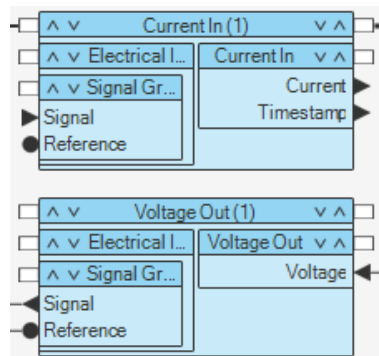 Current In (1)
Electrical I... Current In
Signal Gr... Current
Signal Timestamp
Reference
Voltage Out (1)
Electrical I... Voltage Out
Signal Gr... Voltage
Signal
Reference